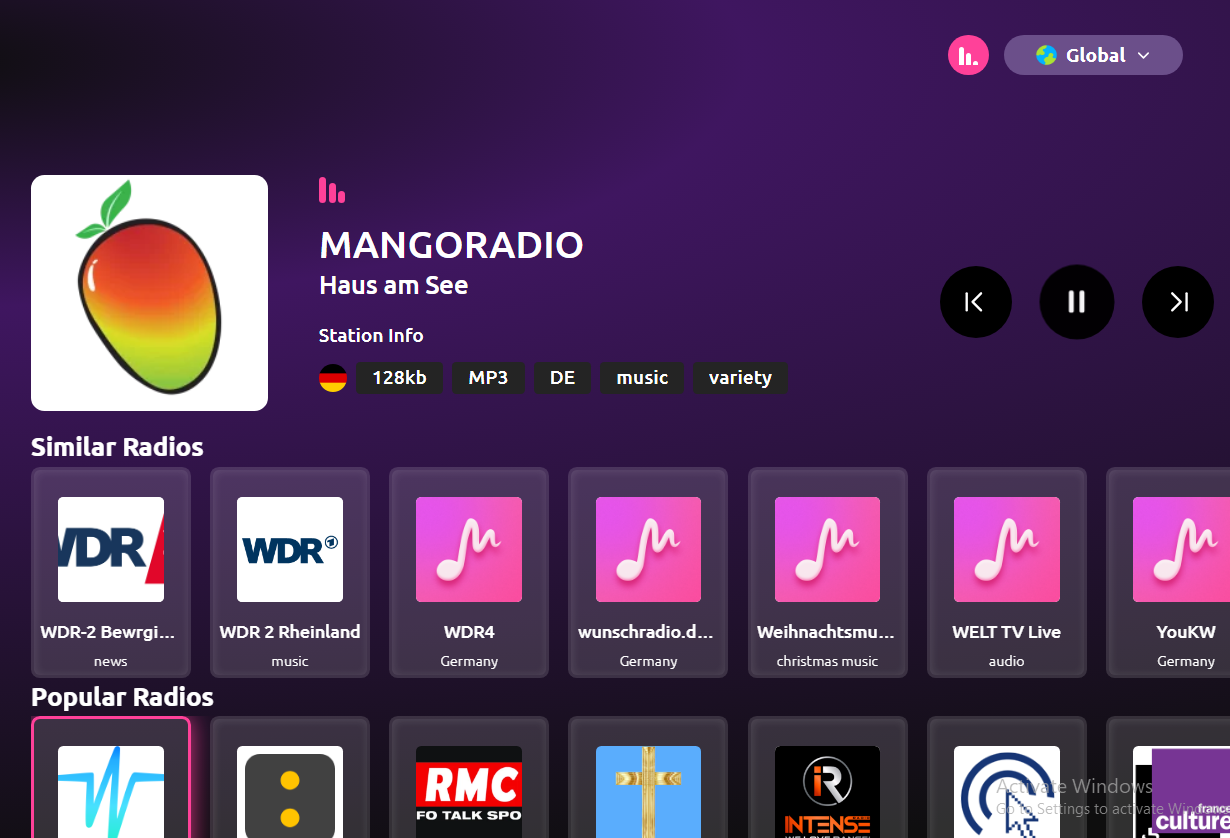 Global
MANGORADIO
Haus am See
Station Info
128kb MP3 DE music variety
Similar Radios
WDR
WDR
WDR-2 Bewrgi... WDR 2 Rheinland WDR4 wunschradio.d... Weihnachtsmu... WELT TV Live YouKW
news music Germany Germany christmas music audio Germany
Popular Radios
RMC
FO TALK SPO
iR
INTENSE
Activate Windows
Go to Settings to activate Windows
france
culture